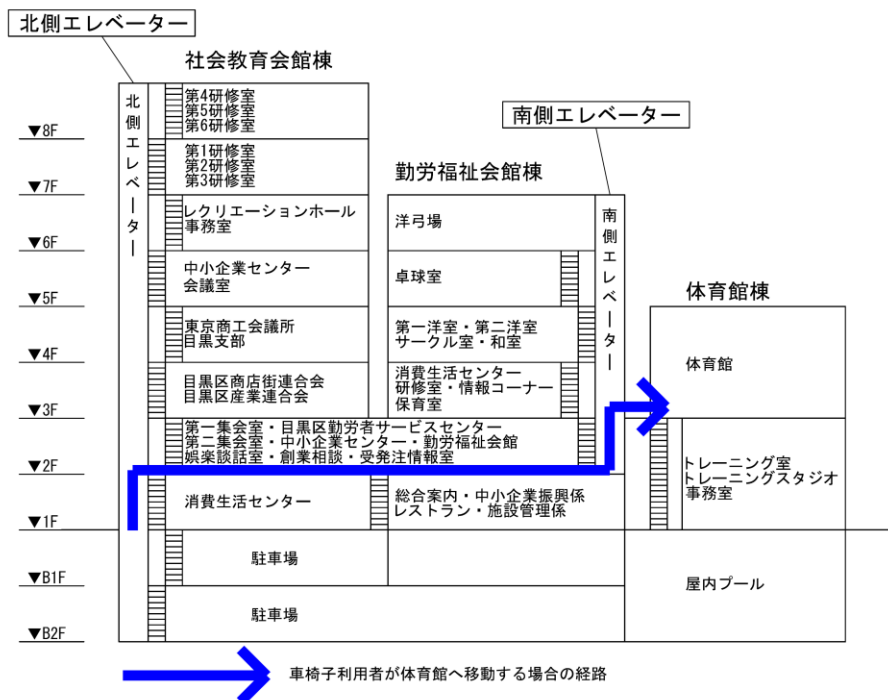 北側エレベーター
社会教育会館棟
北側エレベーター
第4研修室
第5研修室
第6研修室
▼8F
南側エレベーター
第1研修室
第2研修室
第3研修室
勤労福祉会館棟
▼7F
レクリエーションホール
事務室
洋弓場
南側エレベーター
▼6F
中小企業センター
会議室
卓球室
体育館棟
▼5F
東京商工会議所
目黒支部
第一洋室・第二洋室
サークル室・和室
体育館
▼4F
目黒区商店街連合会
目黒区産業連合会
消費生活センター
研修室・情報コーナー
保育室
▼3F
第一集会室・目黒区勤労者サービスセンター
第二集会室・中小企業センター・勤労福祉会館
娯楽談話室・創業相談・受発注情報室
トレーニング室
トレーニングスタジオ
事務室
▼2F
消費生活センター
総合案内・中小企業振興係
レストラン・施設管理係
▼1F
駐車場
▼B1F
屋内プール
駐車場
▼B2F
車椅子利用者が体育館へ移動する場合の経路